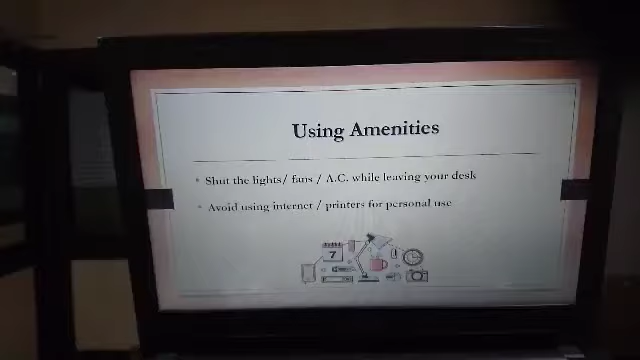 Using Amenities
• Shut the lights/ fans / A.C. while leaving your desk
• Avoid using internet / printers for personal use
7